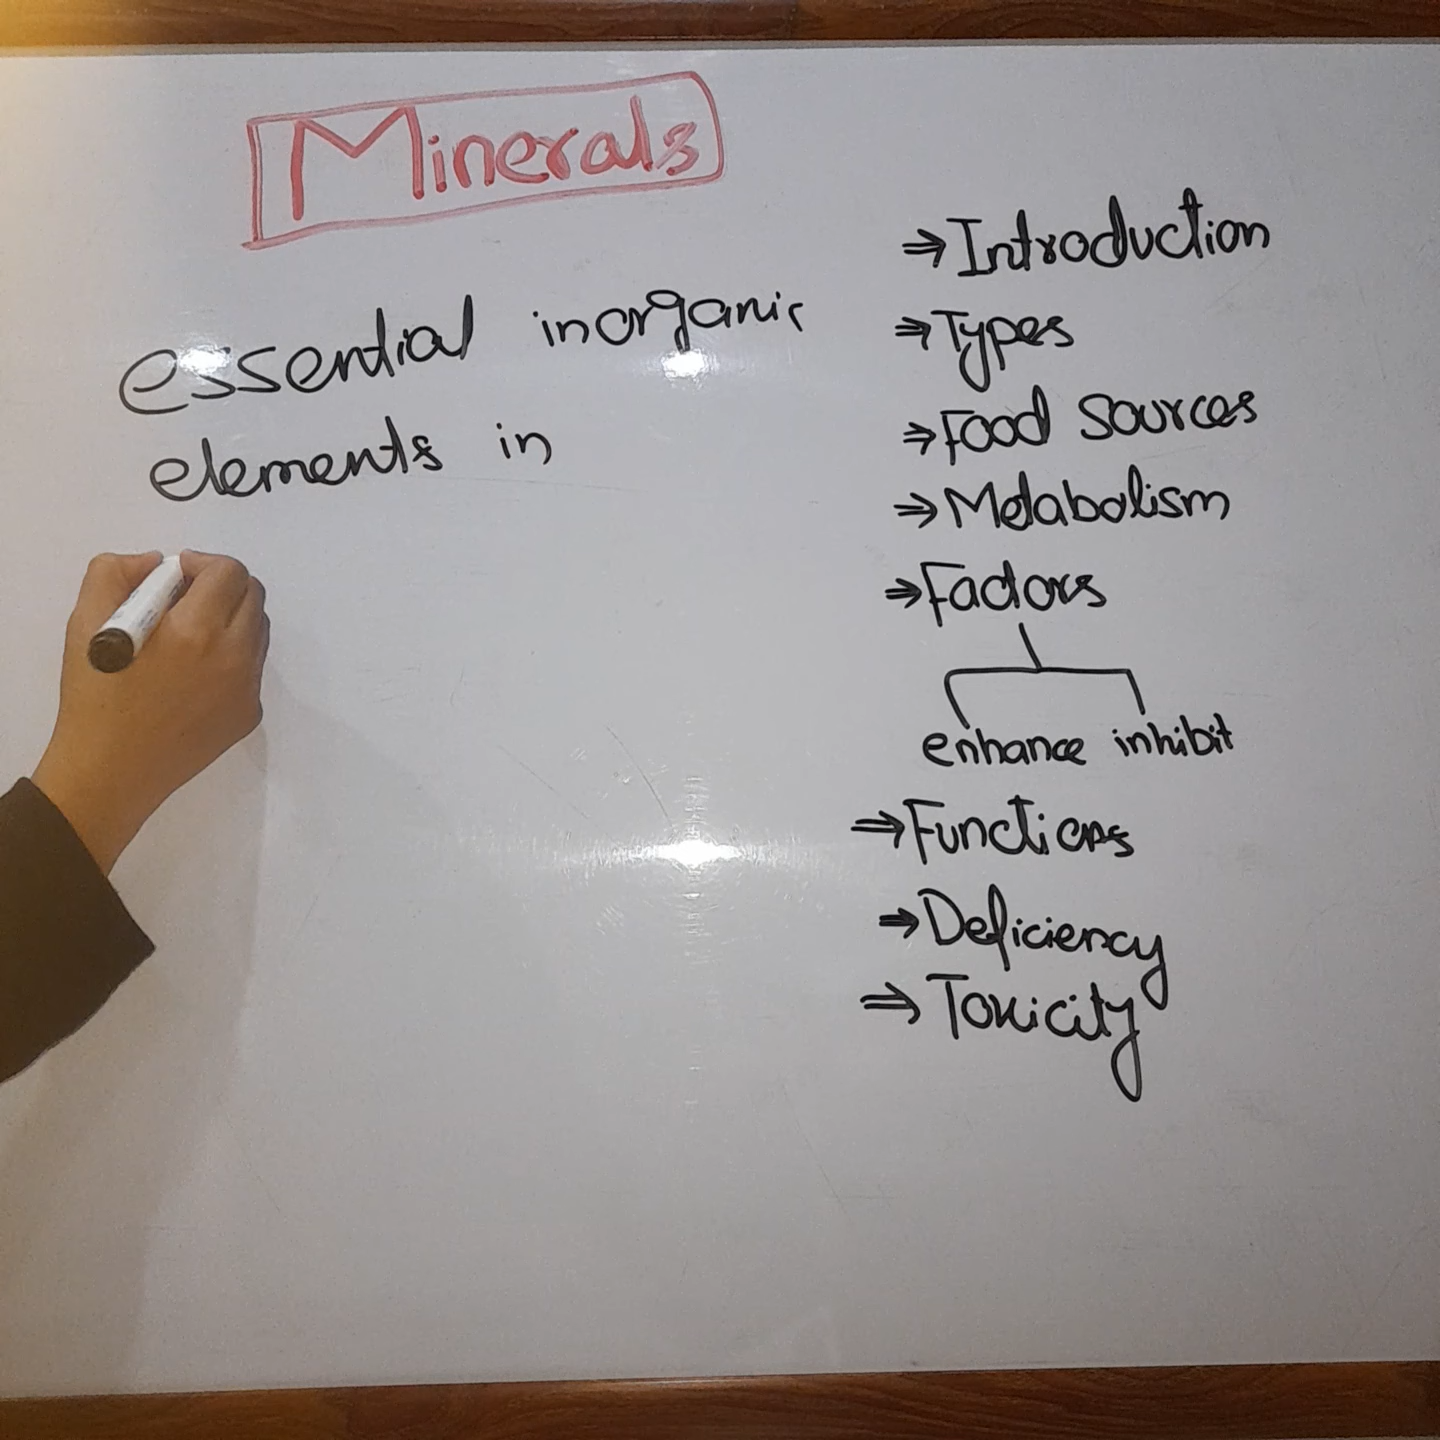 Minerals
essential inorganic
elements in
⇒ Introduction
⇒ Types
⇒ Food Sources
⇒ Metabolism
⇒ Factors
enhance inhibit
⇒ Functions
⇒ Deficiency
⇒ Toxicity